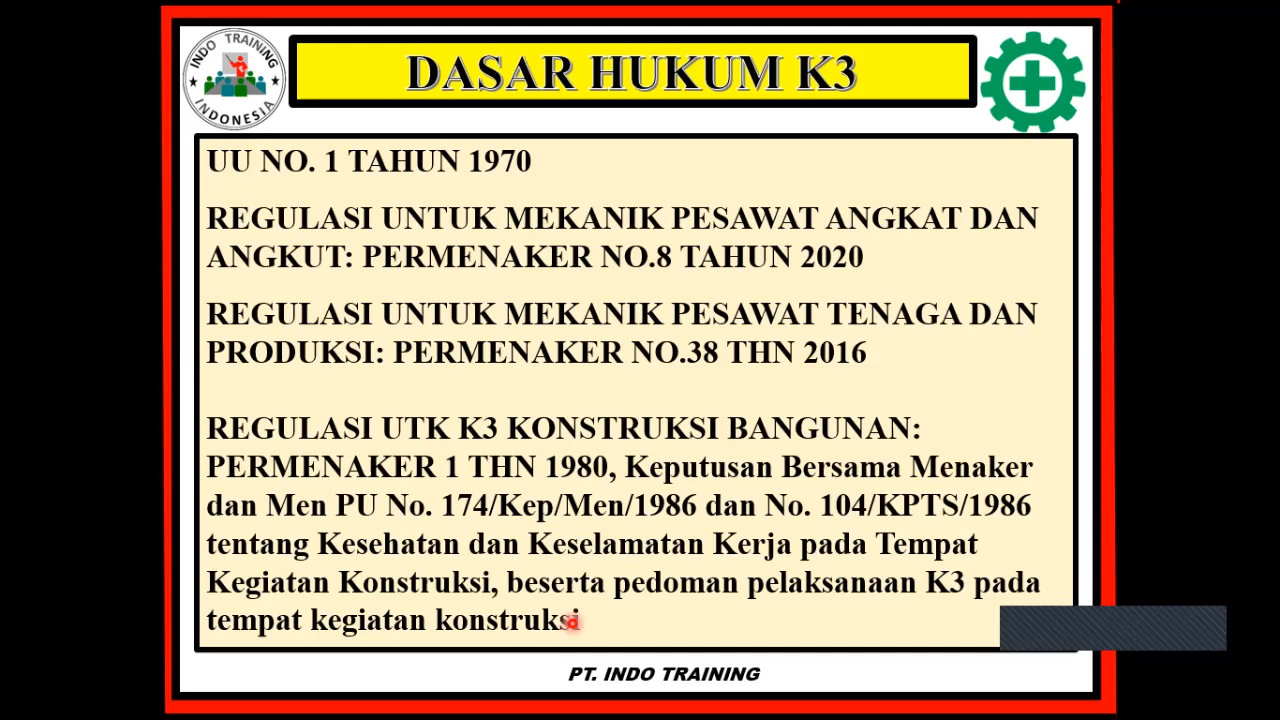 INDO TRAINING
INDONESIA
DASAR HUKUM K3
UU NO. 1 TAHUN 1970
REGULASI UNTUK MEKANIK PESAWAT ANGKAT DAN
ANGKUT: PERMENAKER NO.8 TAHUN 2020
REGULASI UNTUK MEKANIK PESAWAT TENAGA DAN
PRODUKSI: PERMENAKER NO.38 THN 2016
REGULASI UTK K3 KONSTRUKSI BANGUNAN:
PERMENAKER 1 THN 1980, Keputusan Bersama Menaker
dan Men PU No. 174/Kep/Men/1986 dan No. 104/KPTS/1986
tentang Kesehatan dan Keselamatan Kerja pada Tempat
Kegiatan Konstruksi, beserta pedoman pelaksanaan K3 pada
tempat kegiatan konstruksi
PT. INDO TRAINING